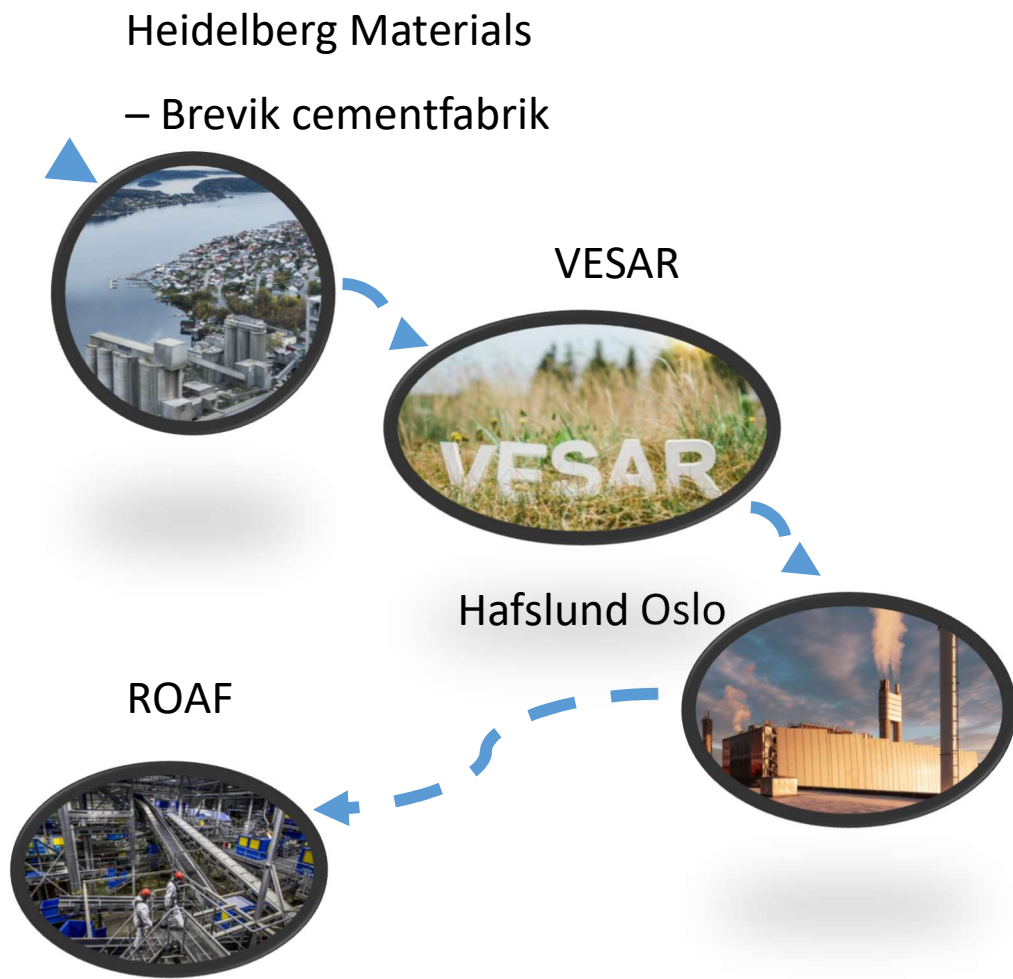 Heidelberg Materials
– Brevik cementfabrik
VESAR
VESAR
Hafslund Oslo
ROAF